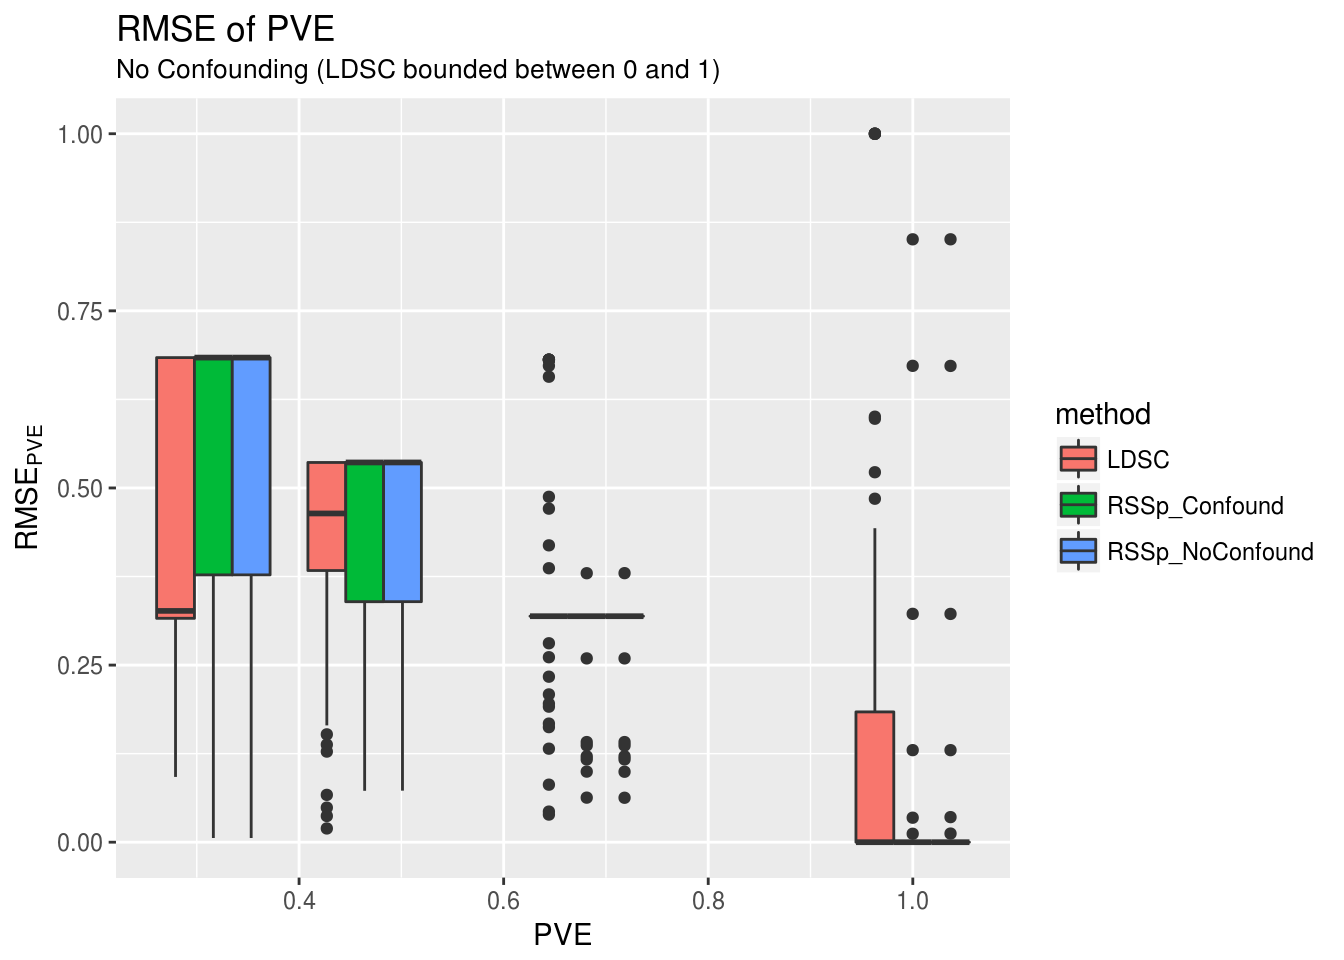 RMSE of PVE
No Confounding (LDSC bounded between 0 and 1)
1.00
0.75
0.50
0.25
0.00
RMSE_PVE
0.4 0.6 0.8 1.0
PVE
method
LDSC
RSSp_Confound
RSSp_NoConfound